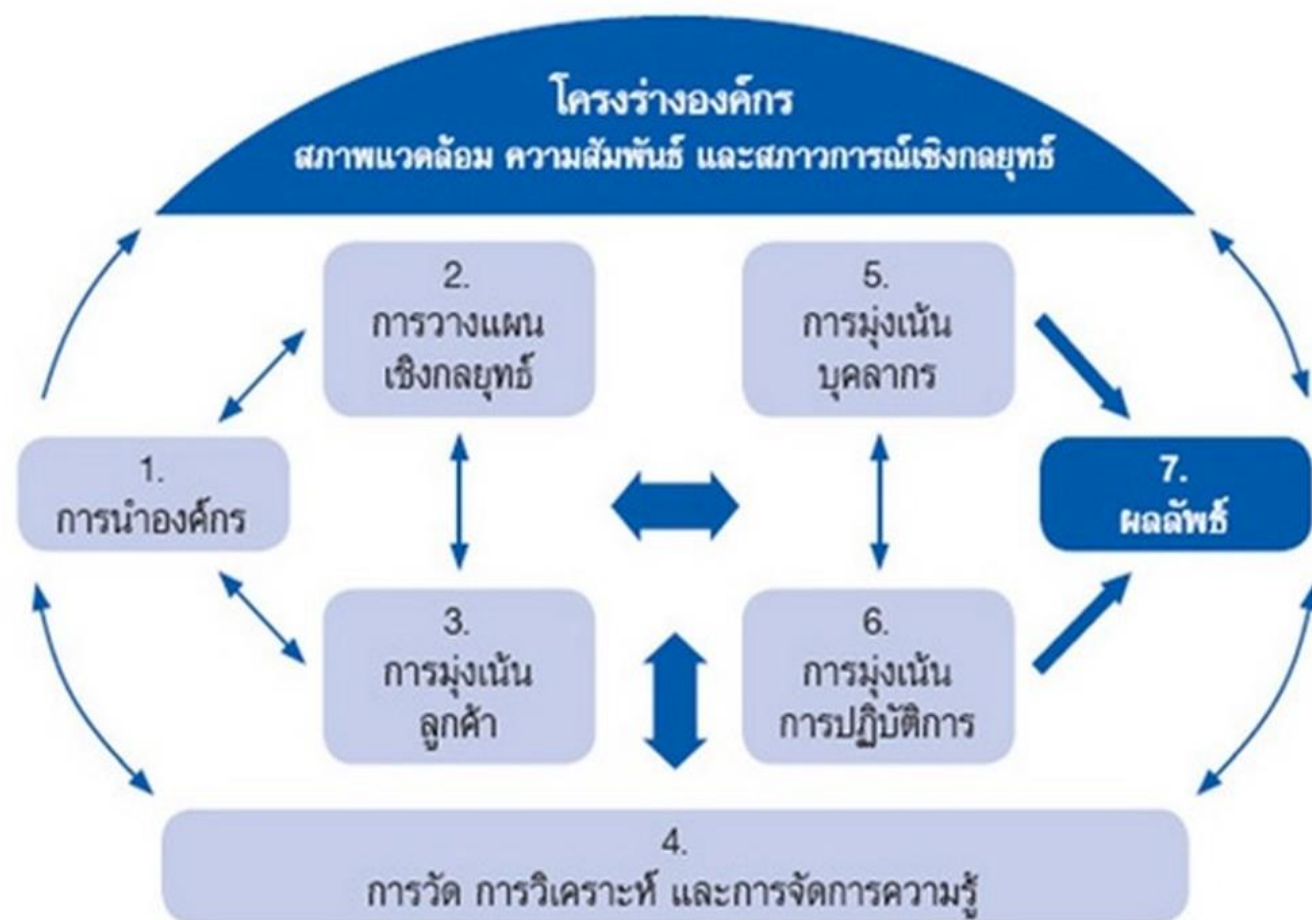 โครงร่างองค์กร
สภาพแวดล้อม ความสัมพันธ์ และสภาวการณ์เชิงกลยุทธ์
2.
การวางแผน
เชิงกลยุทธ์
5.
การมุ่งเน้น
บุคลากร
1.
การนำองค์กร
7.
ผลลัพธ์
3.
การมุ่งเน้น
ลูกค้า
6.
การมุ่งเน้น
การปฏิบัติการ
4.
การวัด การวิเคราะห์ และการจัดการความรู้